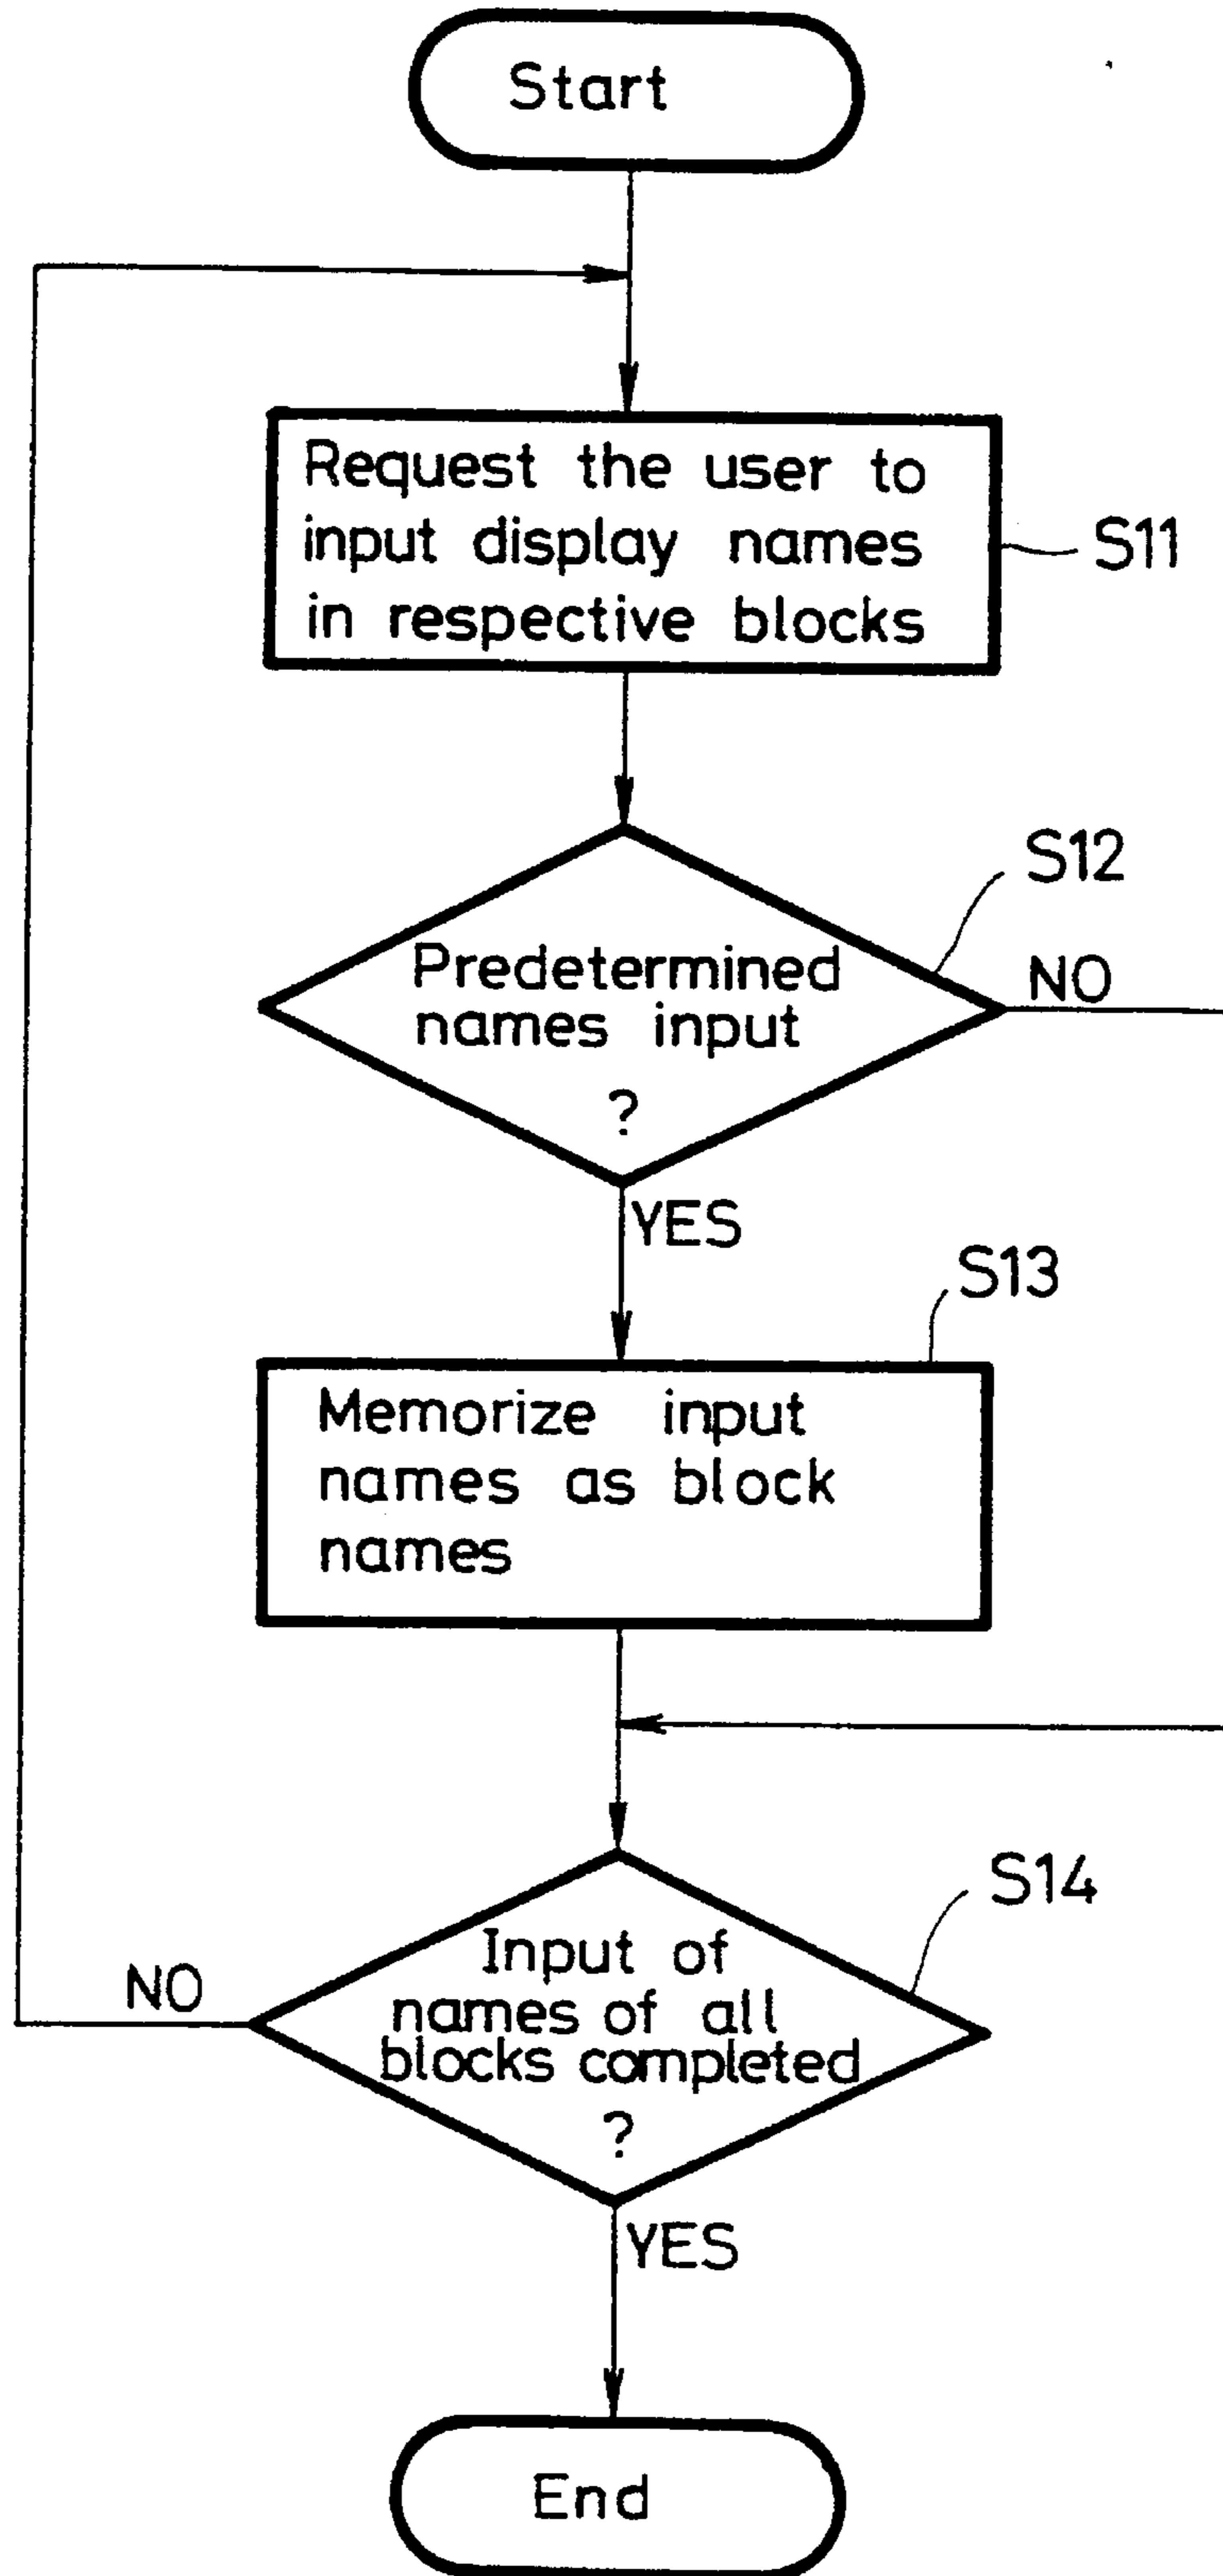 Start
Request the user to
input display names
in respective blocks
S11
S12
Predetermined
names input
?
NO
YES
S13
Memorize input
names as block
names
S14
Input of
names of all
blocks completed
?
NO
YES
End